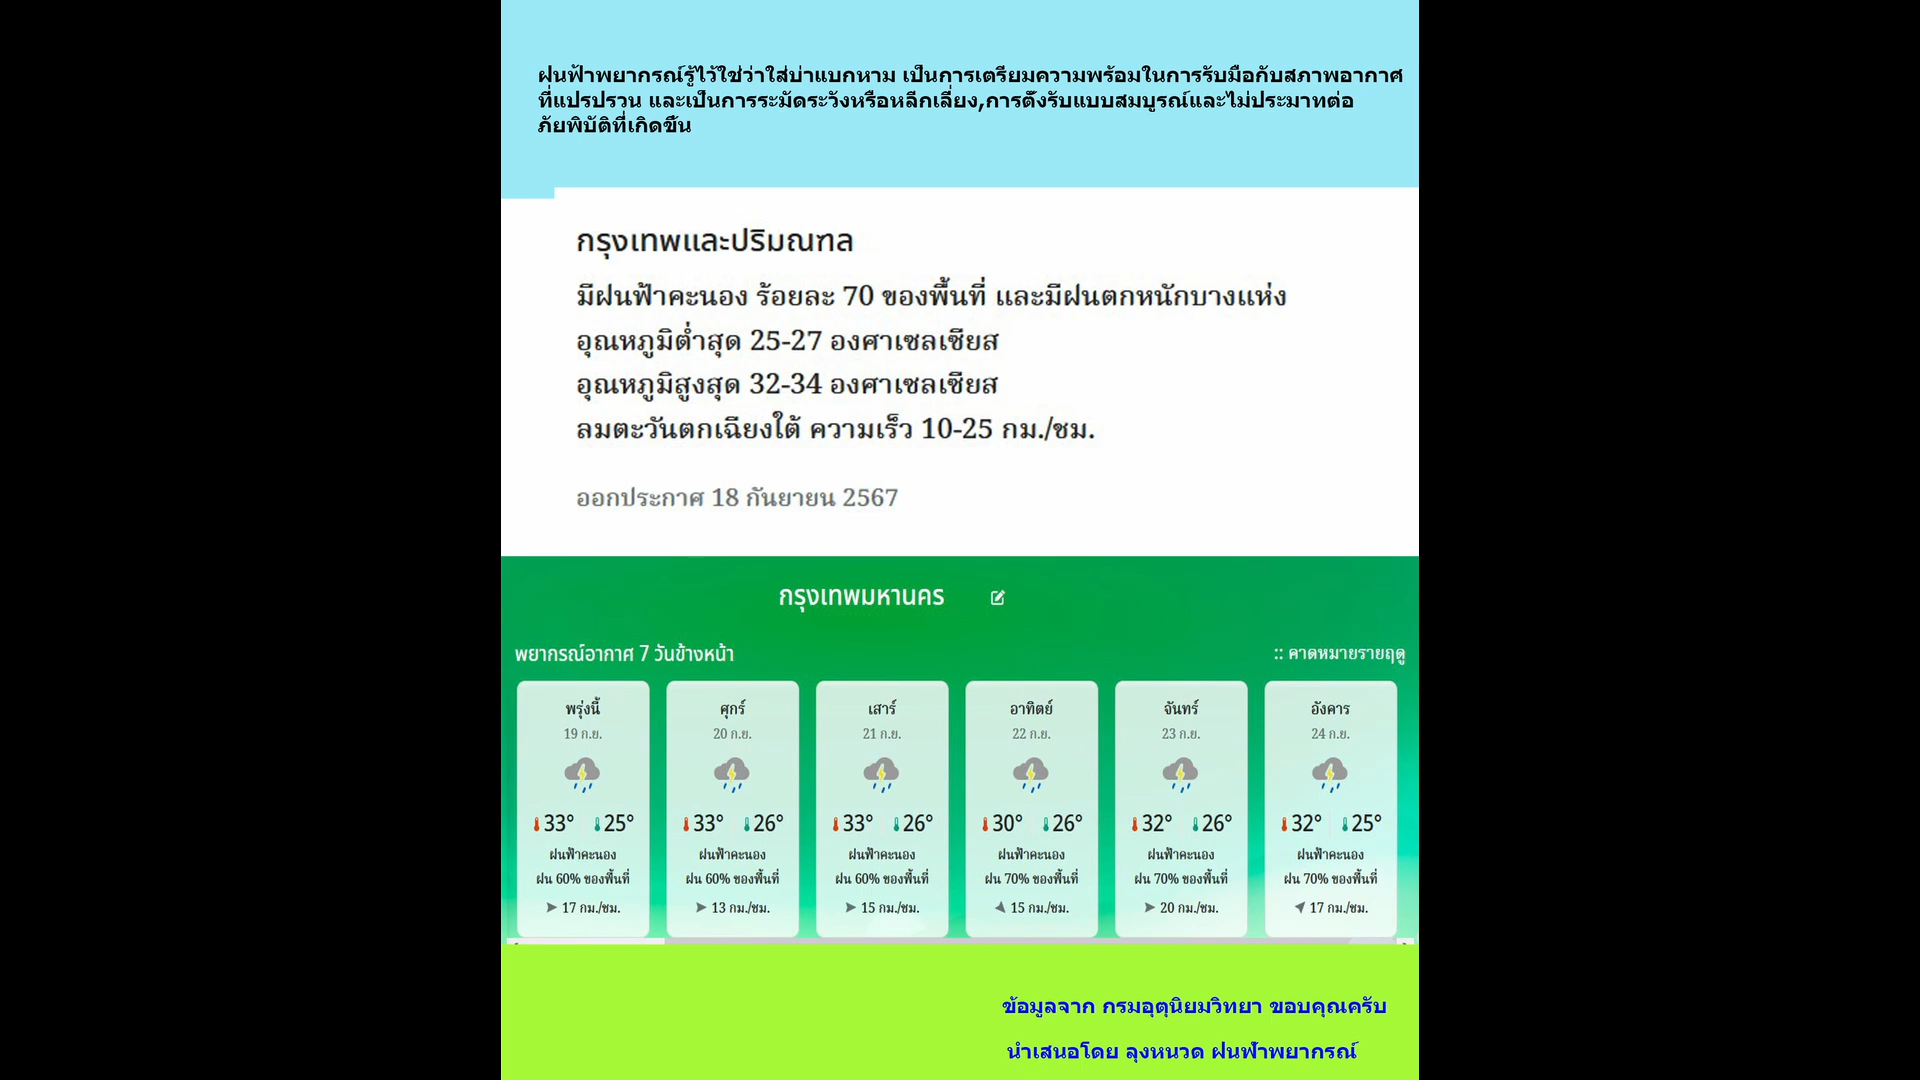 ฝนฟ้าพยากรณ์รู้ไว้ใช่ว่าใส่บ่าแบกหาม เป็นการเตรียมความพร้อมในการรับมือกับสภาพอากาศ
ที่แปรปรวน และเป็นการระมัดระวังหรือหลีกเลี่ยง,การตั้งรับแบบสมบูรณ์และไม่ประมาทต่อ
ภัยพิบัติที่เกิดขึ้น
กรุงเทพและปริมณฑล
มีฝนฟ้าคะนอง ร้อยละ 70 ของพื้นที่ และมีฝนตกหนักบางแห่ง
อุณหภูมิต่ำสุด 25-27 องศาเซลเซียส
อุณหภูมิสูงสุด 32-34 องศาเซลเซียส
ลมตะวันตกเฉียงใต้ ความเร็ว 10-25 กม./ชม.
ออกประกาศ 18 กันยายน 2567
กรุงเทพมหานคร
พยากรณ์อากาศ 7 วันข้างหน้า
:: คาดหมายรายฤดู
พรุ่งนี้
19 ก.ย.
33° 25°
ฝนฟ้าคะนอง
ฝน 60% ของพื้นที่
17 กม./ชม.
ศุกร์
20 ก.ย.
33° 26°
ฝนฟ้าคะนอง
ฝน 60% ของพื้นที่
13 กม./ชม.
เสาร์
21 ก.ย.
33° 26°
ฝนฟ้าคะนอง
ฝน 60% ของพื้นที่
15 กม./ชม.
อาทิตย์
22 ก.ย.
30° 26°
ฝนฟ้าคะนอง
ฝน 70% ของพื้นที่
15 กม./ชม.
จันทร์
23 ก.ย.
32° 26°
ฝนฟ้าคะนอง
ฝน 70% ของพื้นที่
20 กม./ชม.
อังคาร
24 ก.ย.
32° 25°
ฝนฟ้าคะนอง
ฝน 70% ของพื้นที่
17 กม./ชม.
ข้อมูลจาก กรมอุตุนิยมวิทยา ขอบคุณครับ
นำเสนอโดย ลุงหนวด ฝนฟ้าพยากรณ์